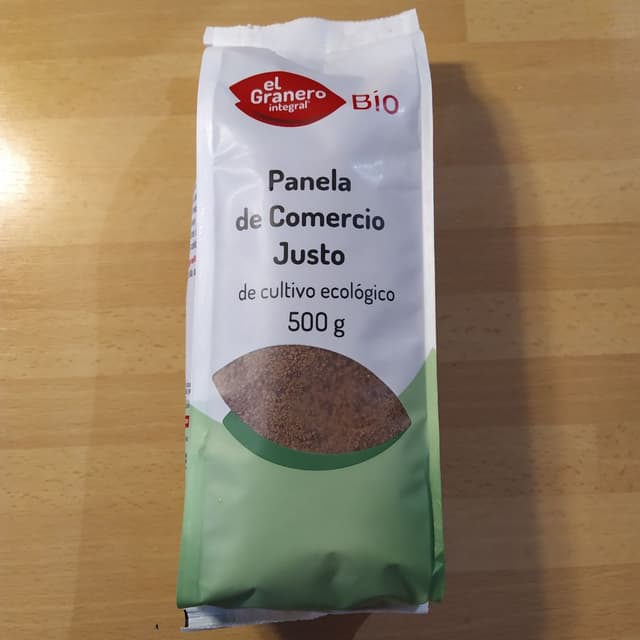 el
Granero
integral®
BIO
Panela
de Comercio
Justo
de cultivo ecológico
500 g